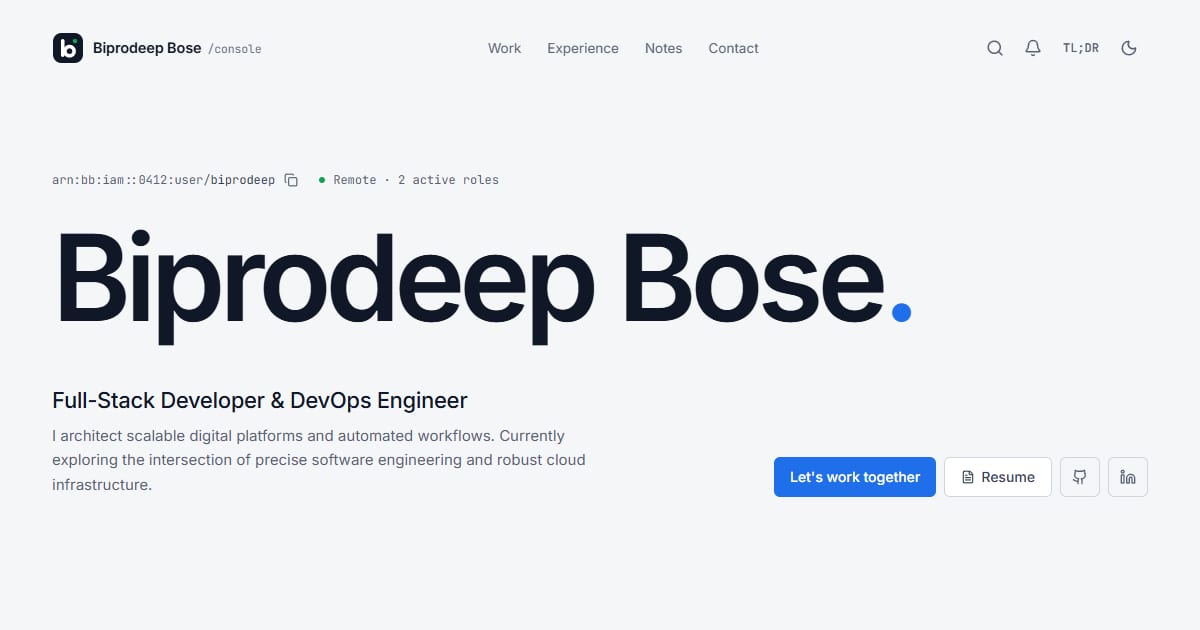 Biprodeep Bose /console
Work Experience Notes Contact
TL;DR
arn:bb:iam::0412:user/biprodeep
Remote · 2 active roles
Biprodeep Bose.
Full-Stack Developer & DevOps Engineer
I architect scalable digital platforms and automated workflows. Currently
exploring the intersection of precise software engineering and robust cloud
infrastructure.
Let's work together
Resume